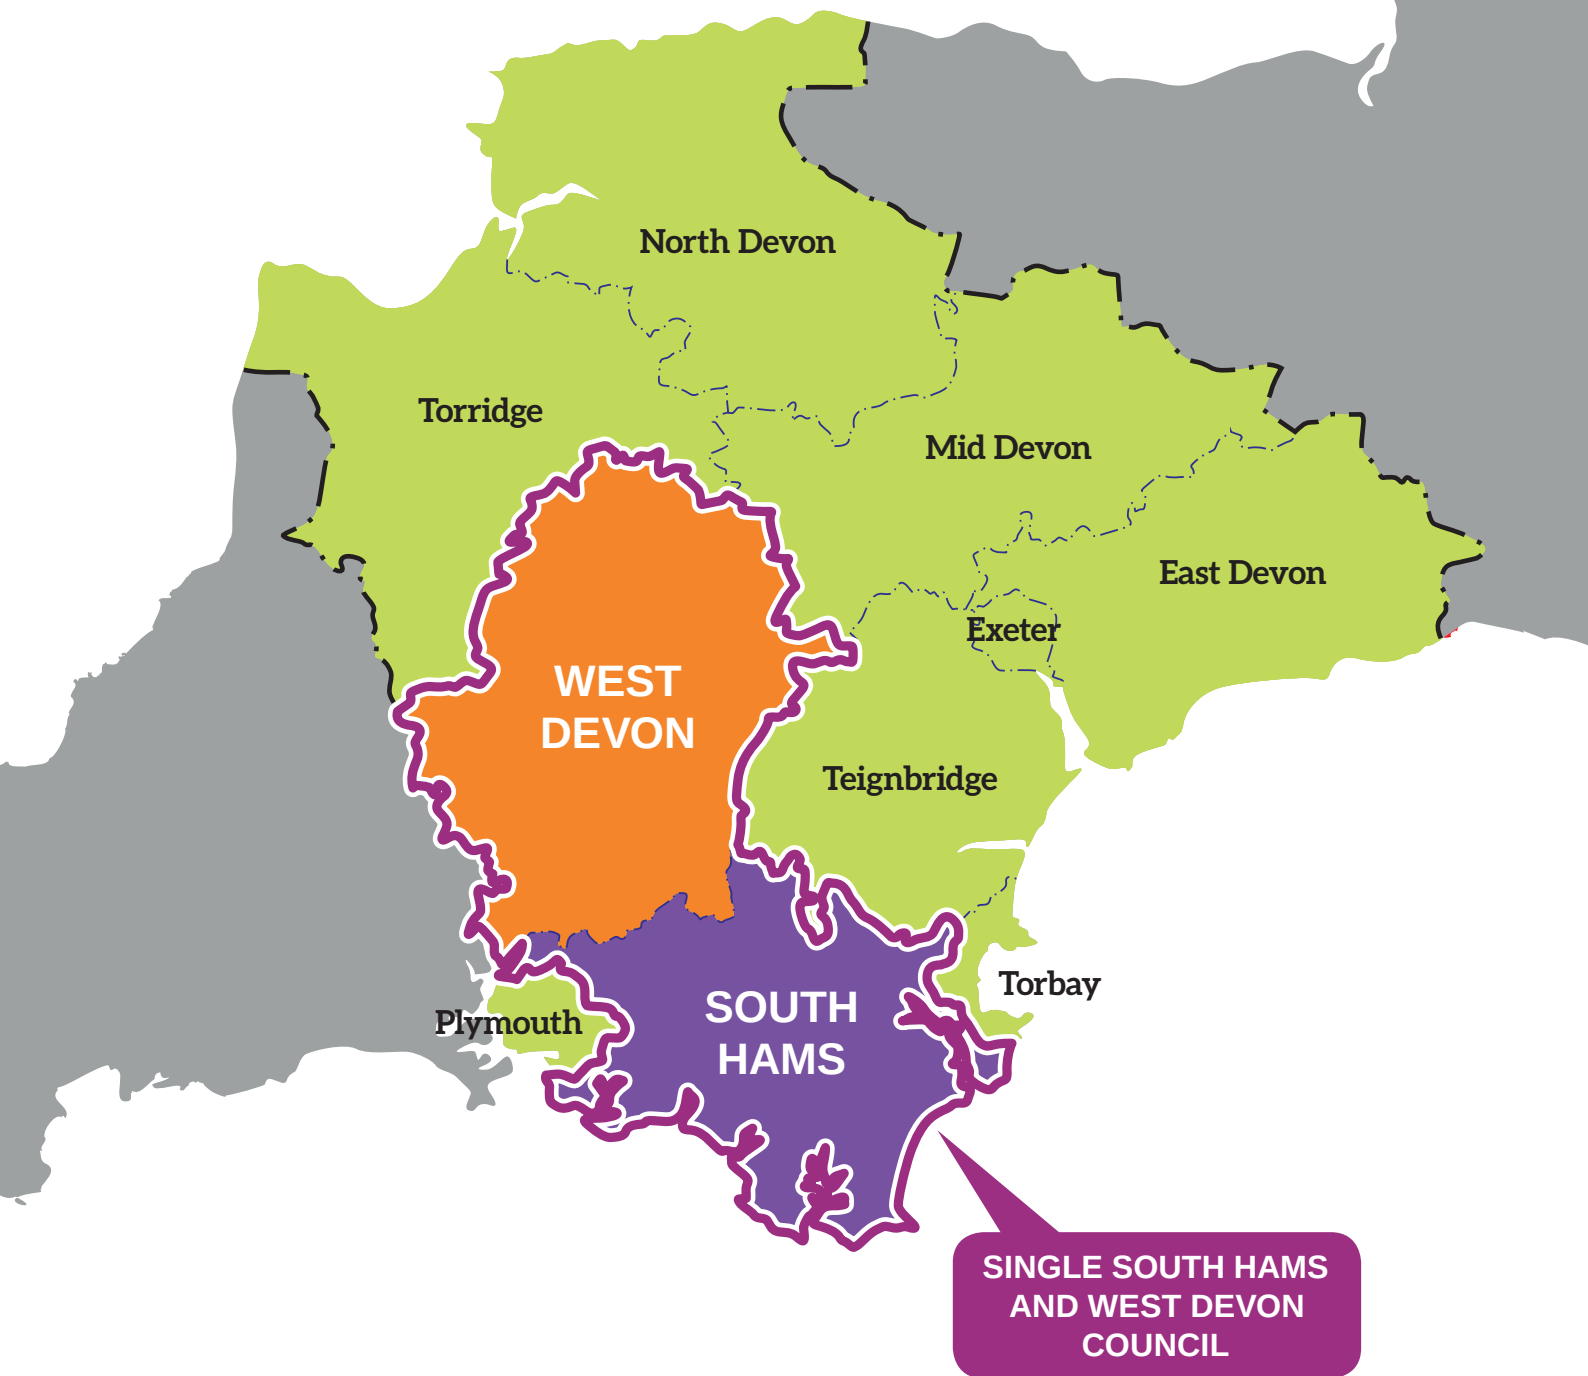 North Devon
Torridge
Mid Devon
East Devon
Exeter
WEST
DEVON
Teignbridge
Torbay
SOUTH
HAMS
Plymouth
SINGLE SOUTH HAMS
AND WEST DEVON
COUNCIL